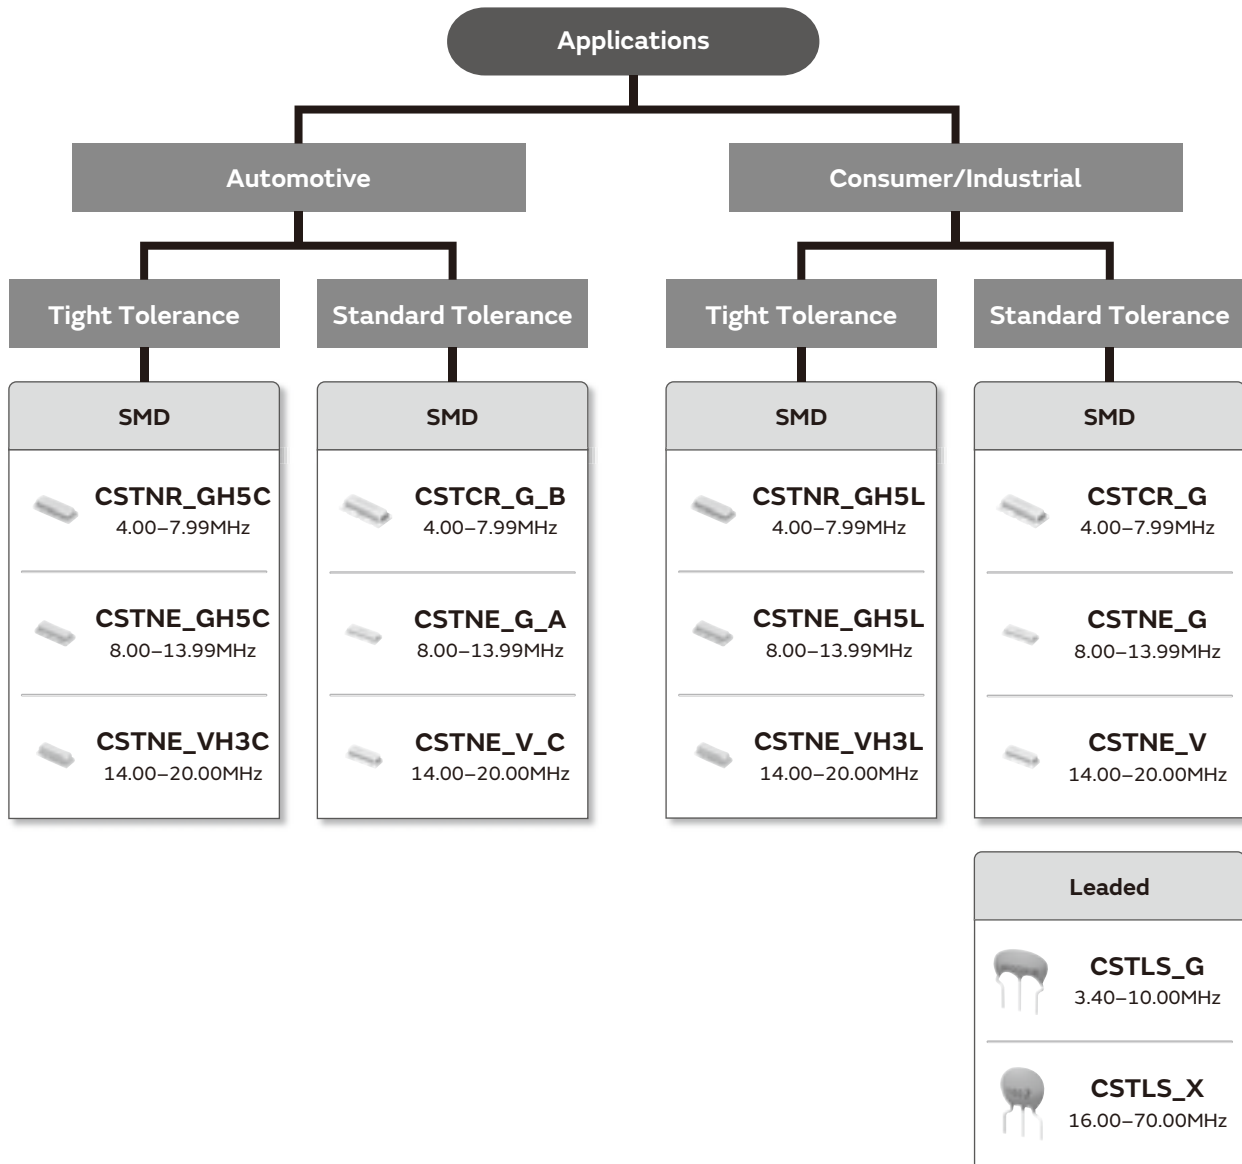 Applications
Automotive
Consumer/Industrial
Tight Tolerance
Standard Tolerance
Tight Tolerance
Standard Tolerance
SMD
CSTNR_GH5C
4.00–7.99MHz
CSTNE_GH5C
8.00–13.99MHz
CSTNE_VH3C
14.00–20.00MHz
SMD
CSTCR_G_B
4.00–7.99MHz
CSTNE_G_A
8.00–13.99MHz
CSTNE_V_C
14.00–20.00MHz
SMD
CSTNR_GH5L
4.00–7.99MHz
CSTNE_GH5L
8.00–13.99MHz
CSTNE_VH3L
14.00–20.00MHz
SMD
CSTCR_G
4.00–7.99MHz
CSTNE_G
8.00–13.99MHz
CSTNE_V
14.00–20.00MHz
Leaded
CSTLS_G
3.40–10.00MHz
CSTLS_X
16.00–70.00MHz